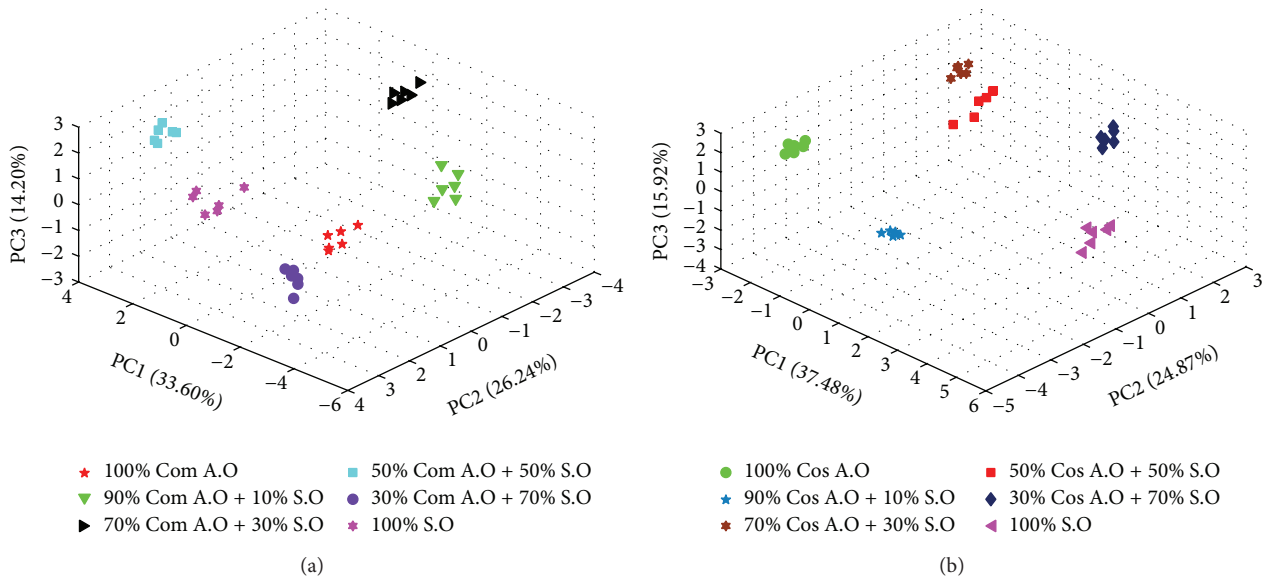 3
2
1
0
−1
−2
−3
PC3 (14.20%)
4
2
0
−2
−4
−6
PC1 (33.60%)
4
3
2
1
0
−1
−2
−3
−4
PC2 (26.24%)
100% Com A.O
90% Com A.O + 10% S.O
70% Com A.O + 30% S.O
50% Com A.O + 50% S.O
30% Com A.O + 70% S.O
100% S.O
(a)
3
2
1
0
−1
−2
−3
−4
PC3 (15.92%)
−3
−2
−1
0
1
2
3
4
5
6
PC1 (37.48%)
−5
−4
−3
−2
−1
0
1
2
3
PC2 (24.87%)
100% Cos A.O
90% Cos A.O + 10% S.O
70% Cos A.O + 30% S.O
50% Cos A.O + 50% S.O
30% Cos A.O + 70% S.O
100% S.O
(b)